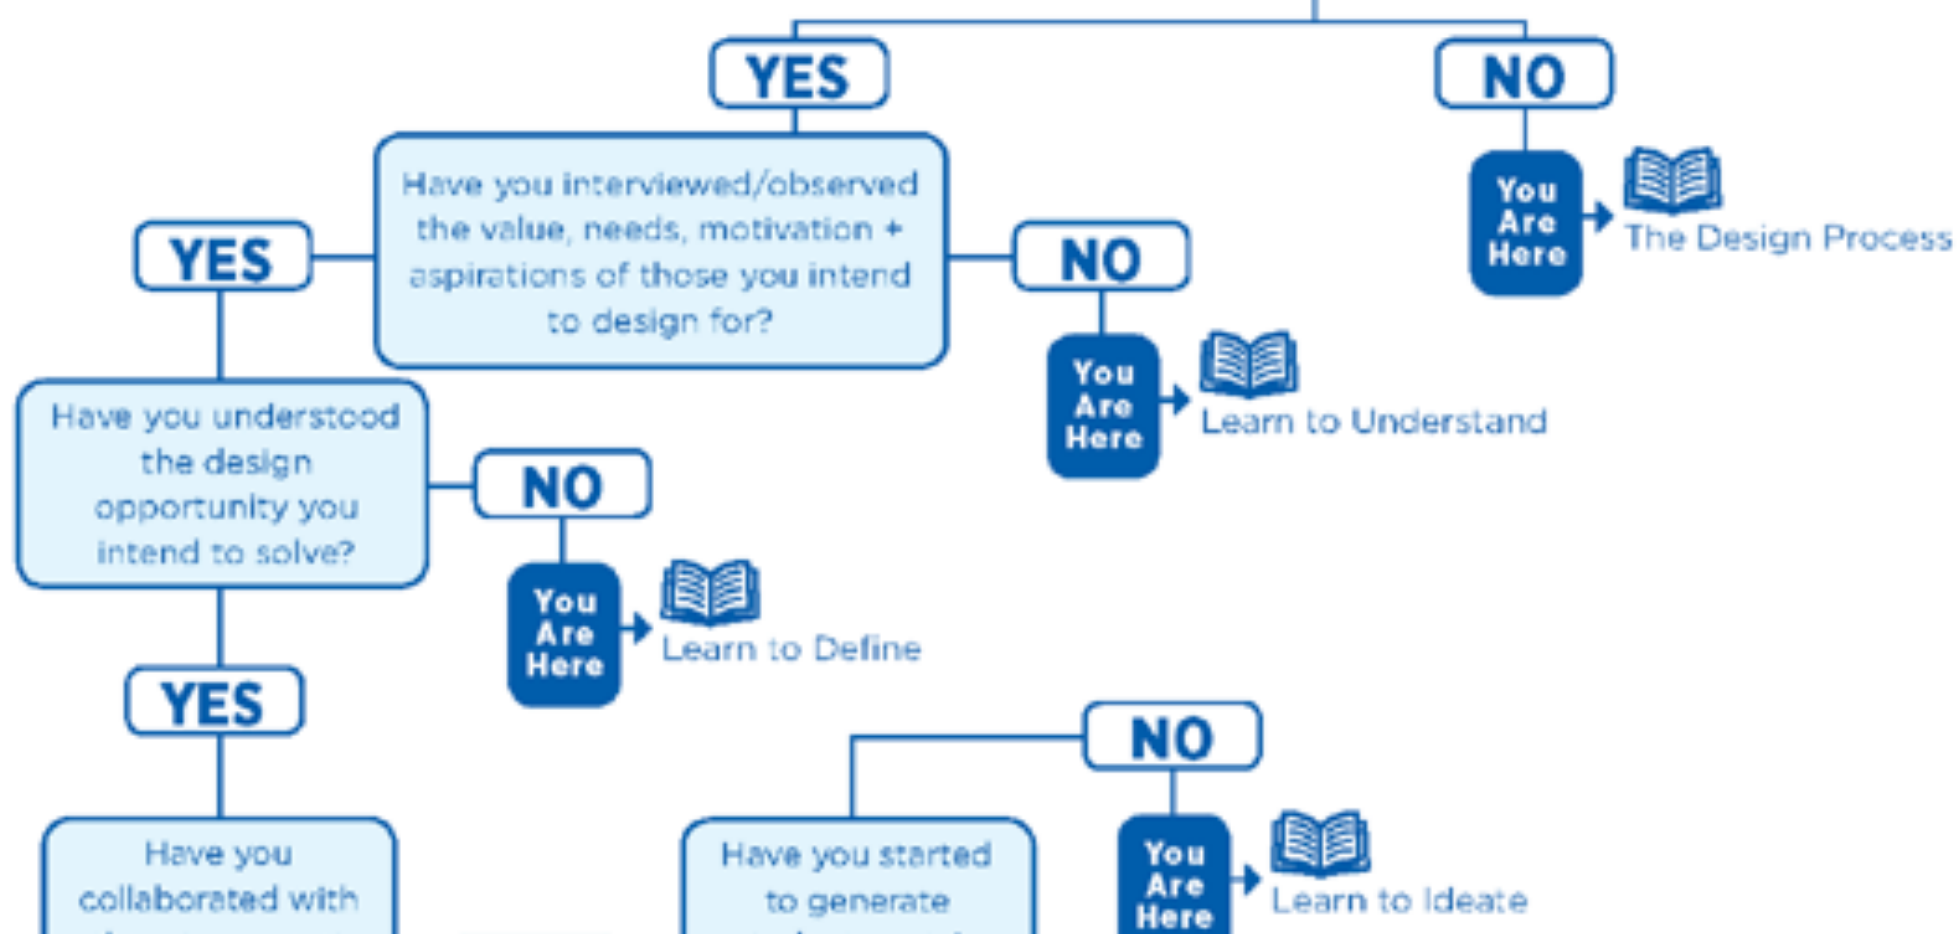 YES
NO
Have you interviewed/observed
the value, needs, motivation +
aspirations of those you intend
to design for?
You
Are
Here
The Design Process
YES
NO
You
Are
Here
Learn to Understand
Have you understood
the design
opportunity you
intend to solve?
NO
You
Are
Here
Learn to Define
YES
NO
Have you
collaborated with
Have you started
to generate
You
Are
Here
Learn to Ideate